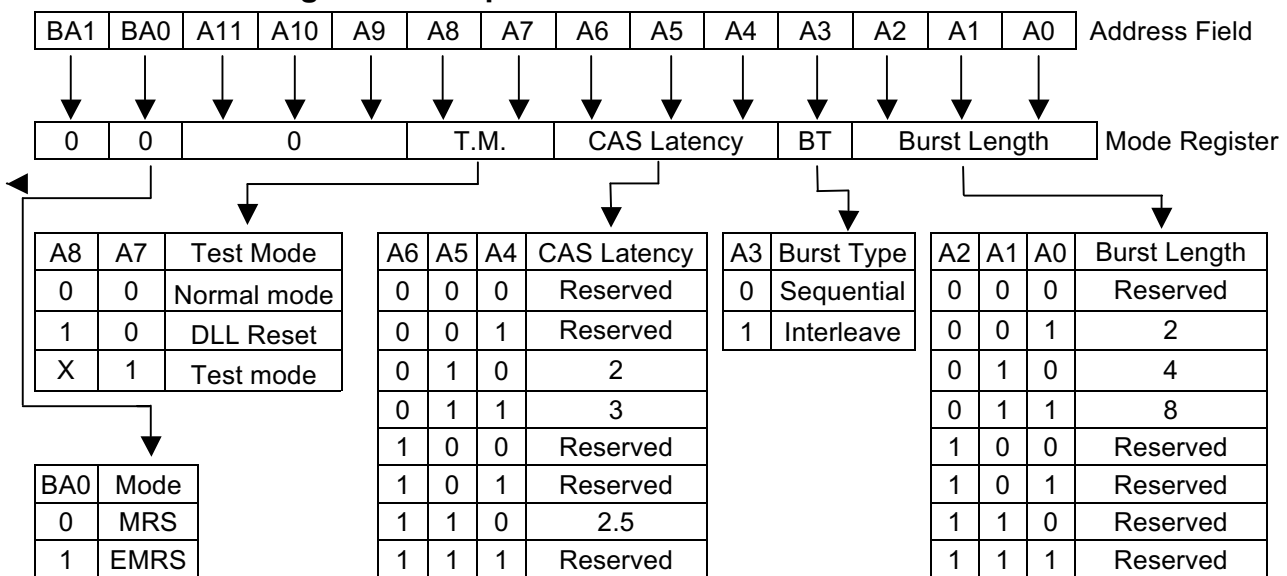 BA1 BA0 A11 A10 A9 A8 A7 A6 A5 A4 A3 A2 A1 A0 Address Field
0 0 0 T.M. CAS Latency BT Burst Length Mode Register
A8 A7 Test Mode
0 0 Normal mode
1 0 DLL Reset
X 1 Test mode
BA0 Mode
0 MRS
1 EMRS
A6 A5 A4 CAS Latency
0 0 0 Reserved
0 0 1 Reserved
0 1 0 2
0 1 1 3
1 0 0 Reserved
1 0 1 Reserved
1 1 0 2.5
1 1 1 Reserved
A3 Burst Type
0 Sequential
1 Interleave
A2 A1 A0 Burst Length
0 0 0 Reserved
0 0 1 2
0 1 0 4
0 1 1 8
1 0 0 Reserved
1 0 1 Reserved
1 1 0 Reserved
1 1 1 Reserved